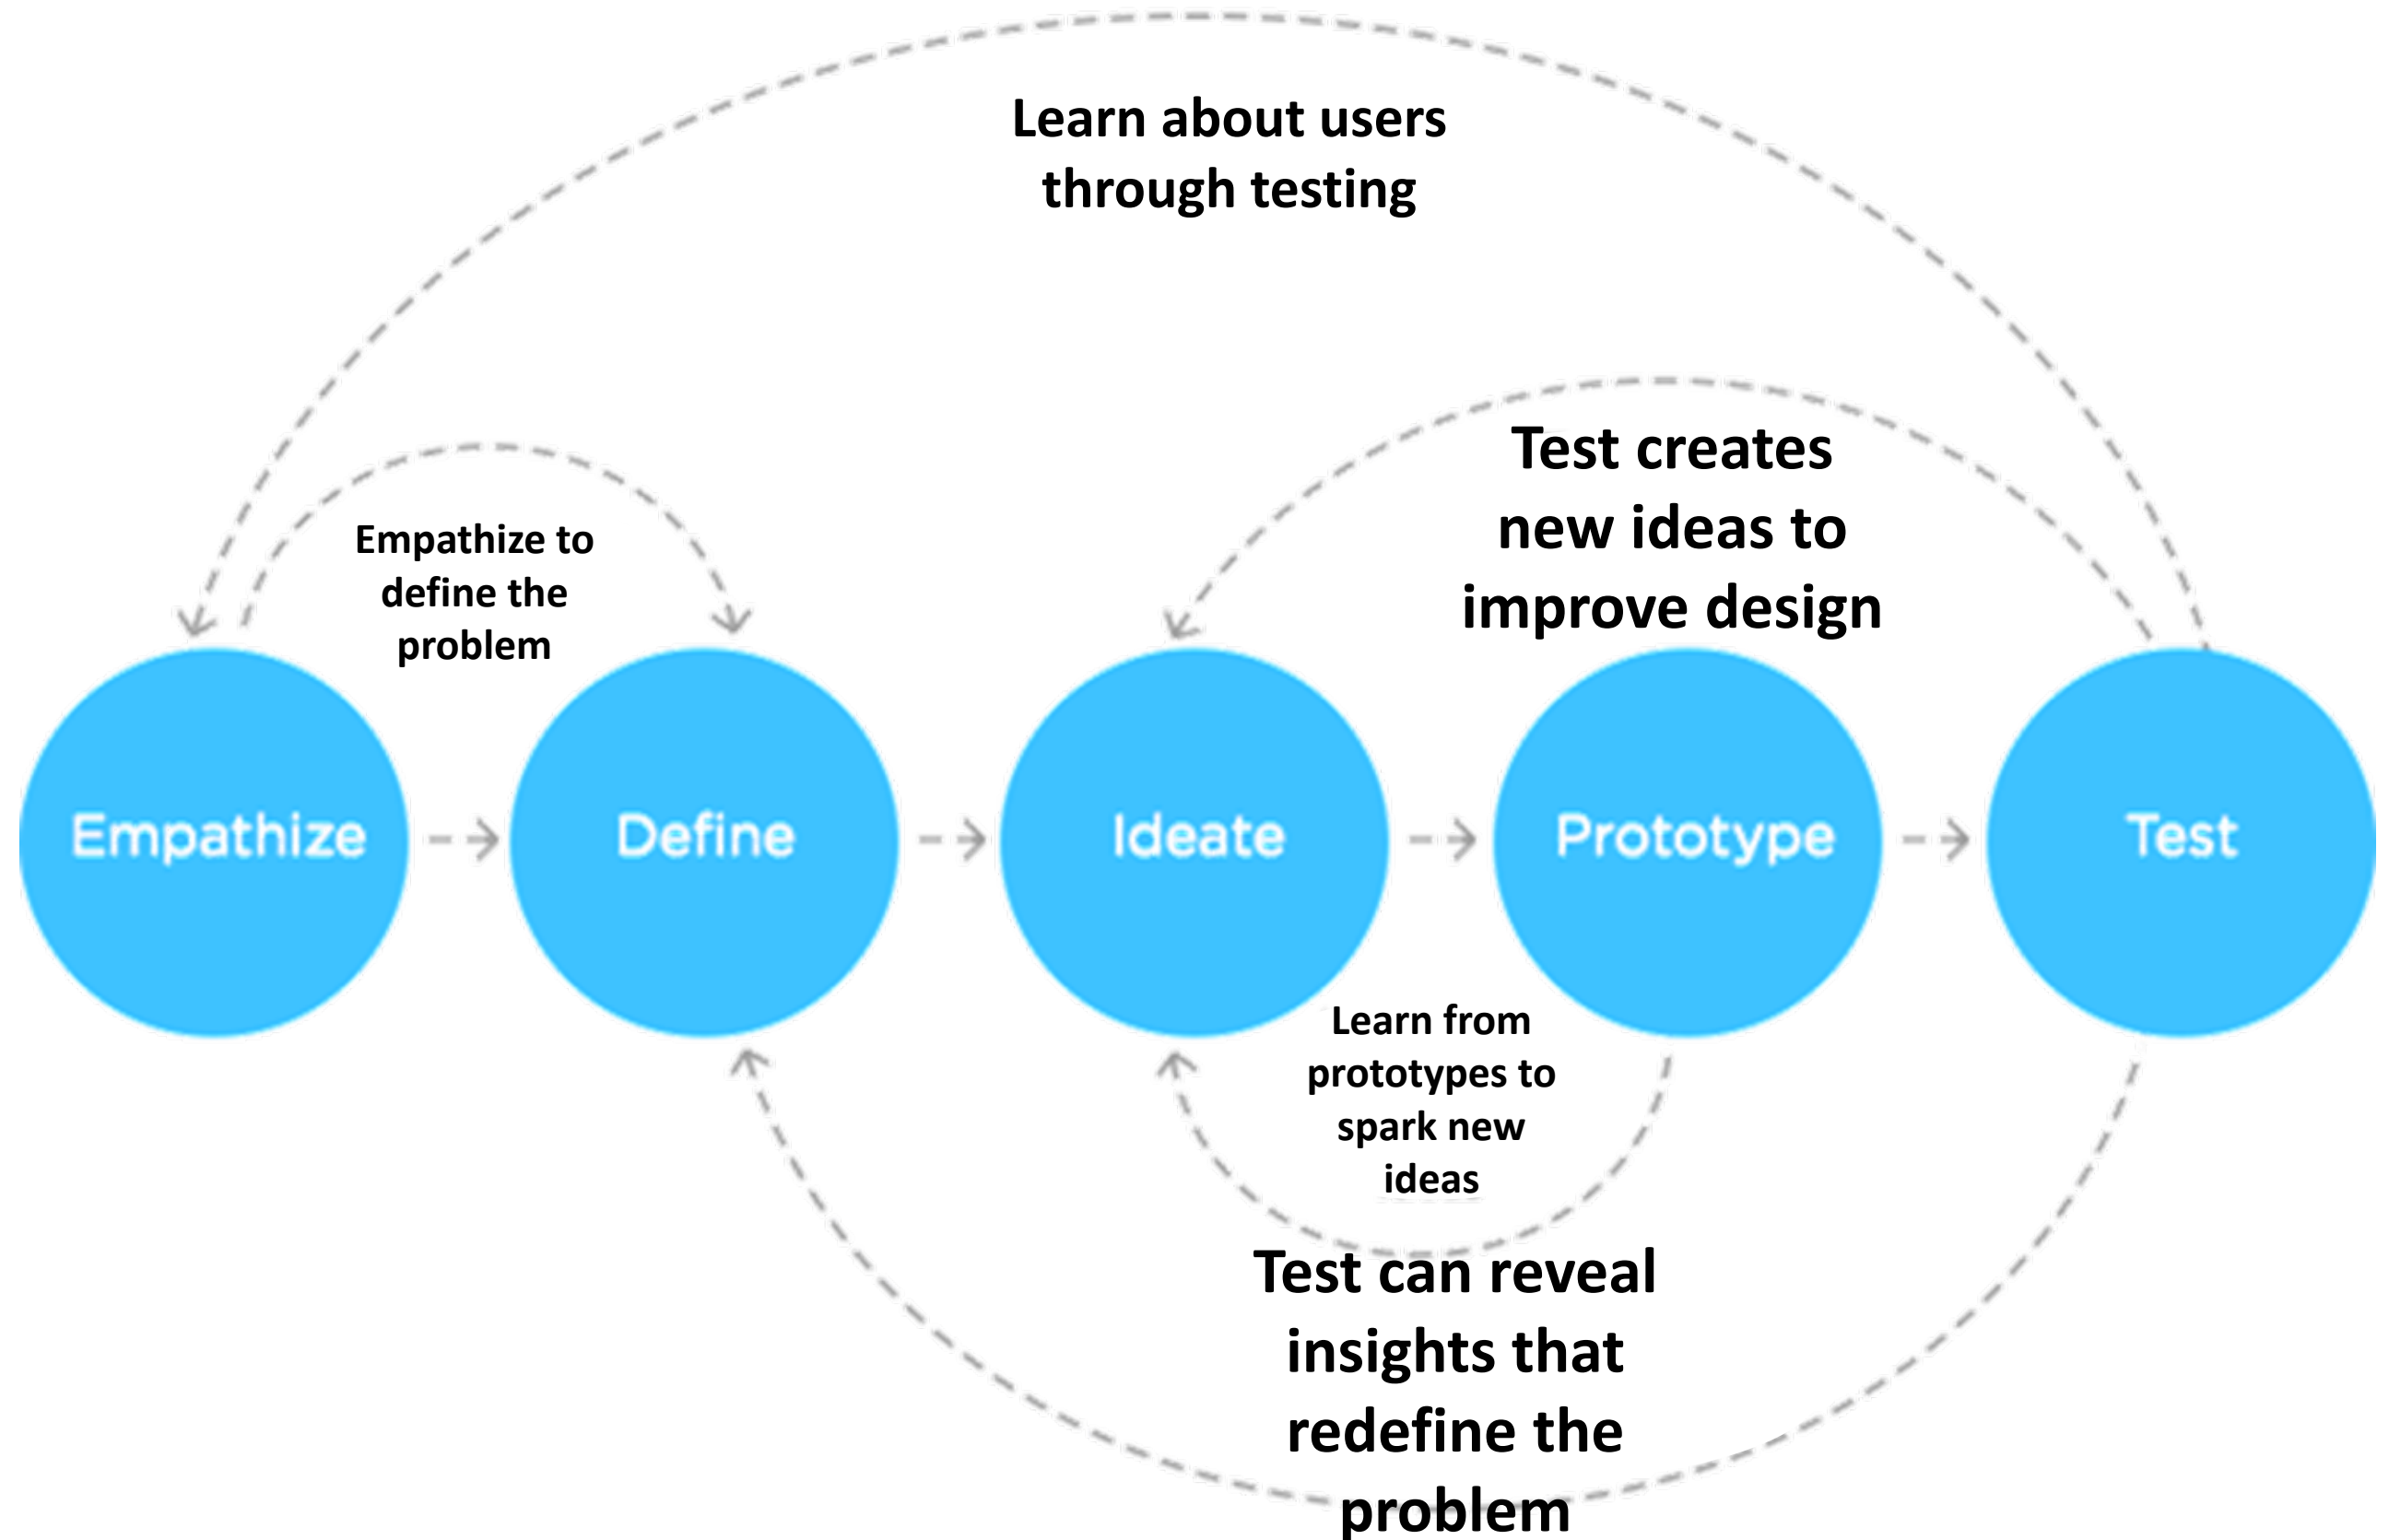 Learn about users
through testing
Test creates
new ideas to
improve design
Empathize to
define the
problem
Empathize
Define
Ideate
Prototype
Test
Learn from
prototypes to
spark new
ideas
Test can reveal
insights that
redefine the
problem